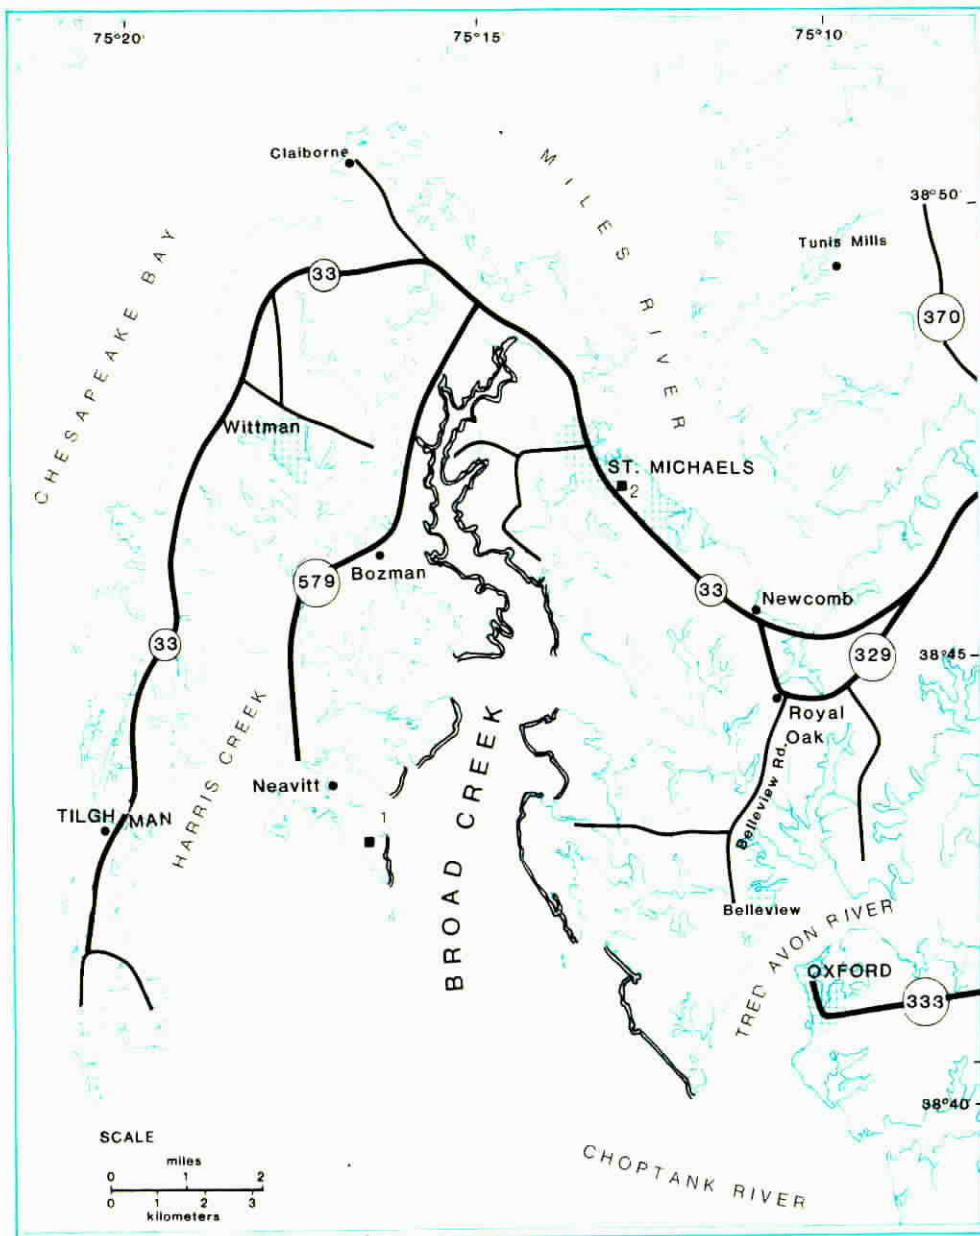 75°20'
75°15'
75°10'
Claiborne
MILES RIVER
38°50'
Tunis Mills
33
370
CHESAPEAKE BAY
Wittman
ST. MICHAELS
2
Bozman
579
33
Newcomb
33
329
38°45'
HARRIS CREEK
Royal
Oak
BROAD CREEK
Neavitt
Belleview Rd.
TILGHMAN
1
Belleview
TRED AVON RIVER
OXFORD
333
38°40'
SCALE
miles
0 1 2
0 1 2 3
kilometers
CHOPTANK RIVER